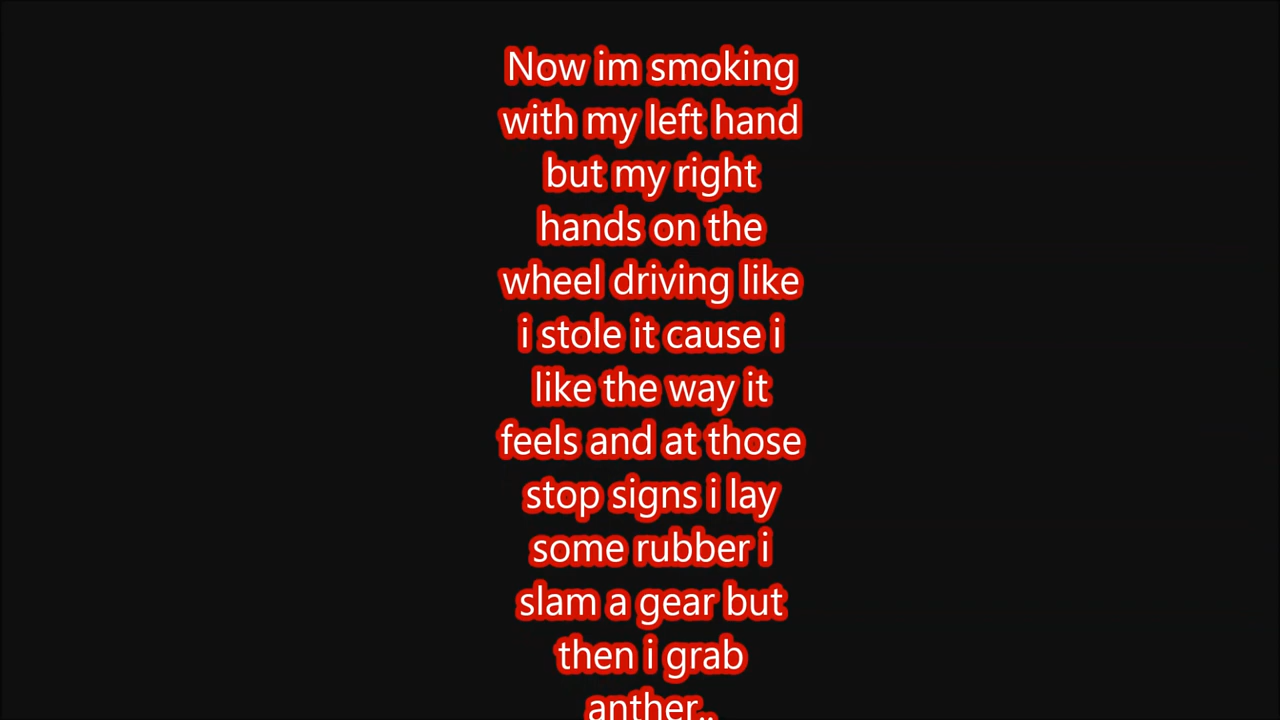 Now im smoking
with my left hand
but my right
hands on the
wheel driving like
i stole it cause i
like the way it
feels and at those
stop signs i lay
some rubber i
slam a gear but
then i grab
anther..